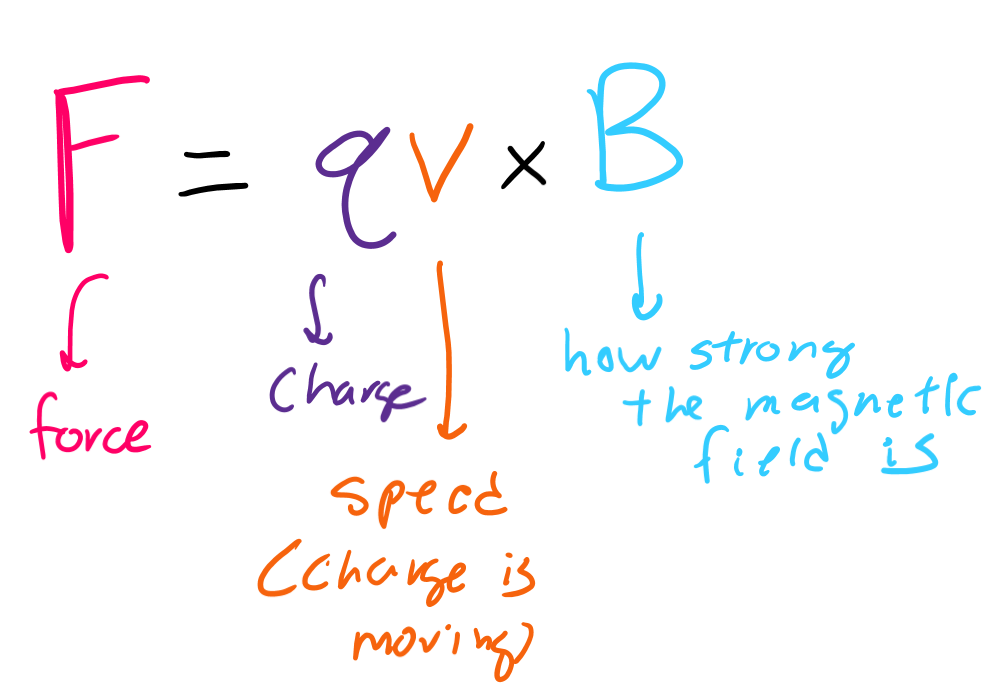 F = qv × B
force
charge
speed
(charge is
moving)
how strong
the magnetic
field is